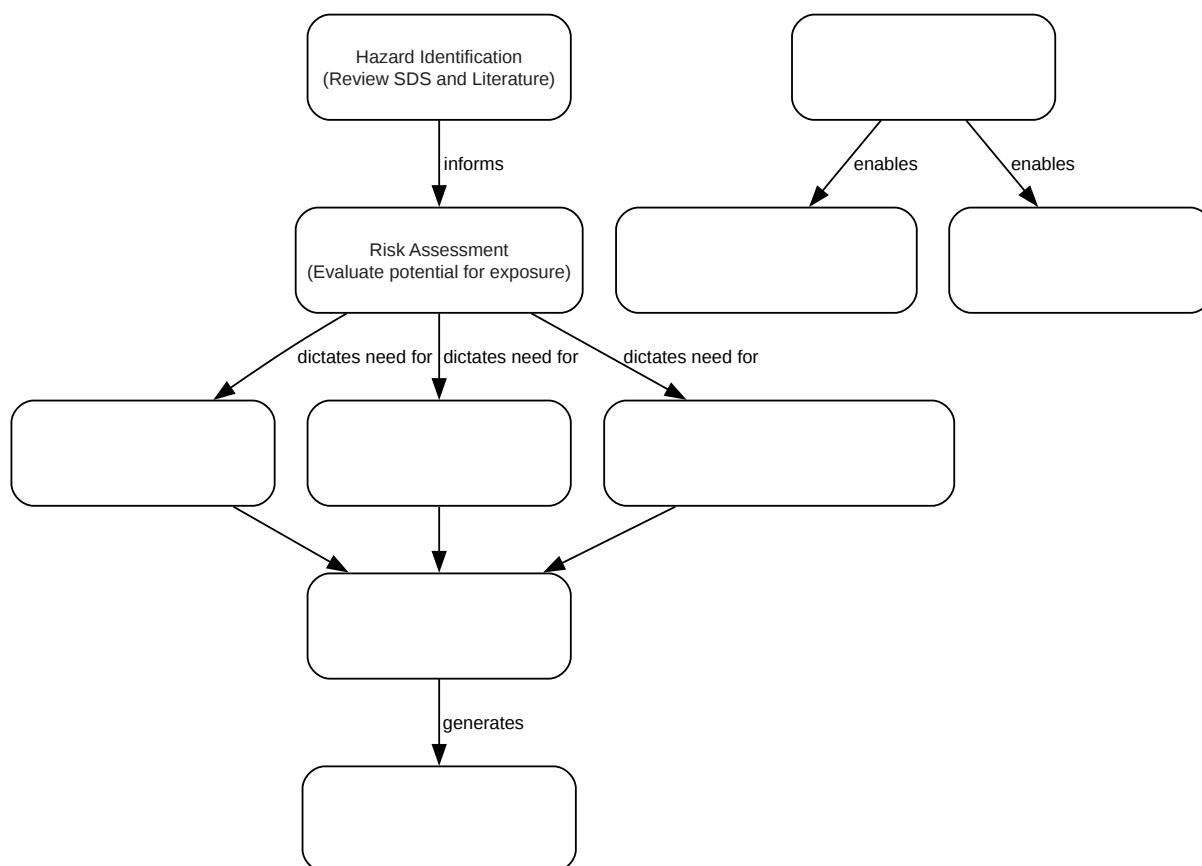 Hazard Identification
(Review SDS and Literature)
informs
enables
enables
Risk Assessment
(Evaluate potential for exposure)
dictates need for
dictates need for
dictates need for
generates